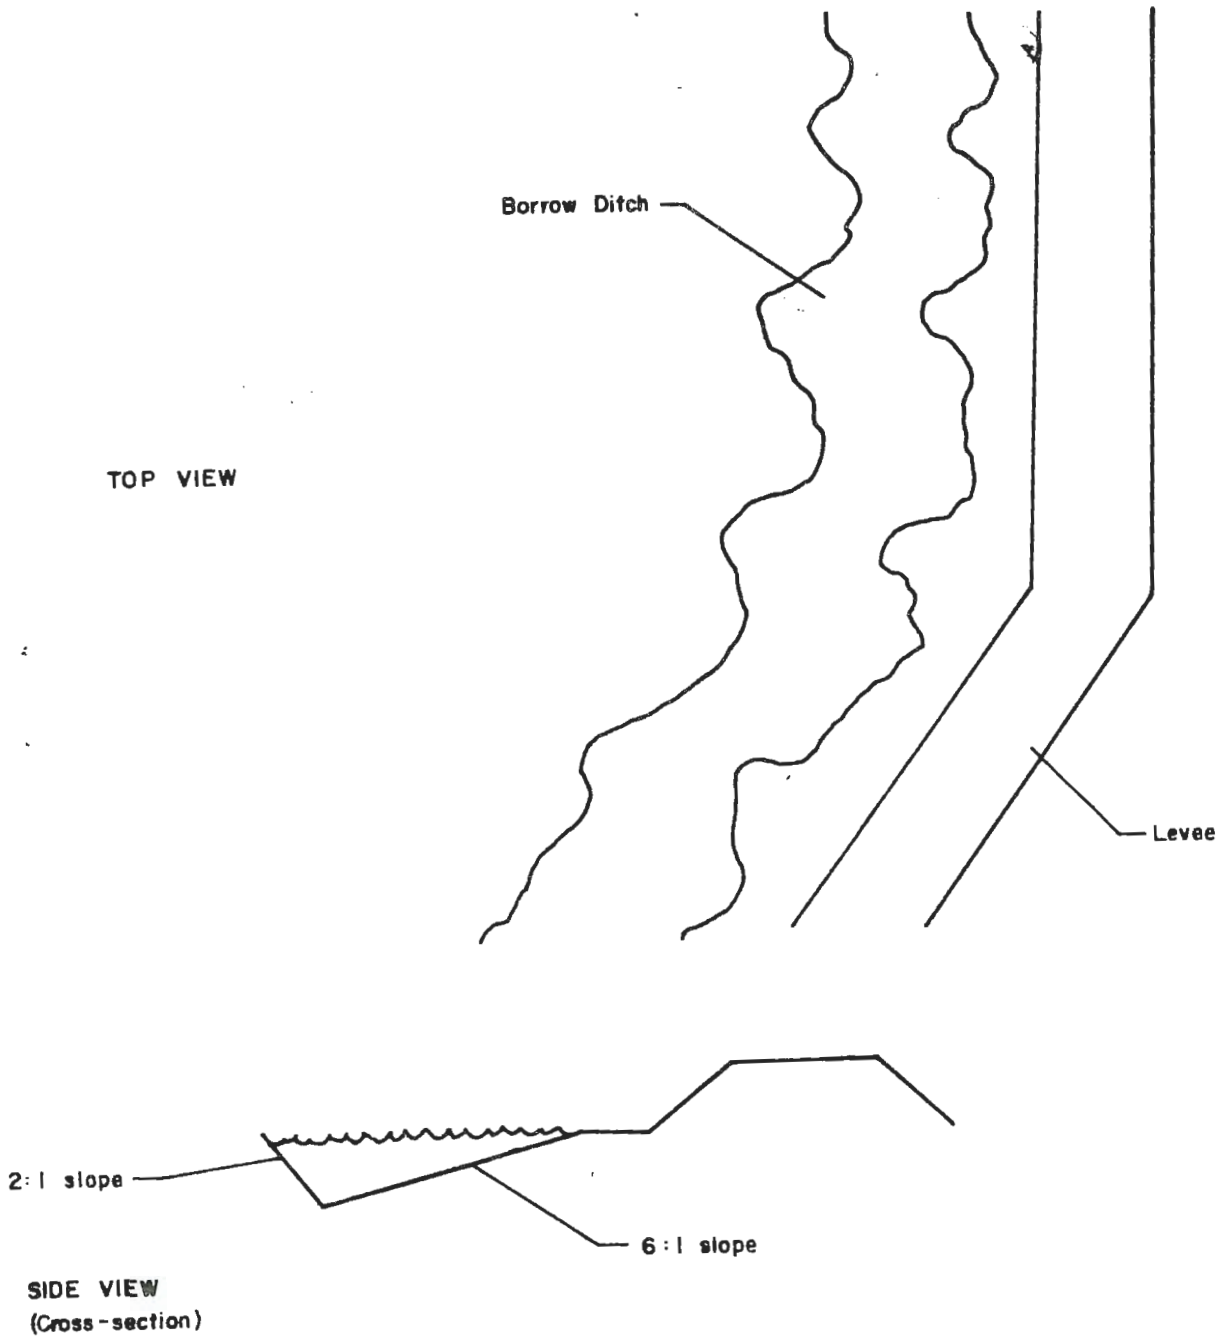 Borrow Ditch
TOP VIEW
Levee
2:1 slope
6:1 slope
SIDE VIEW
(Cross-section)